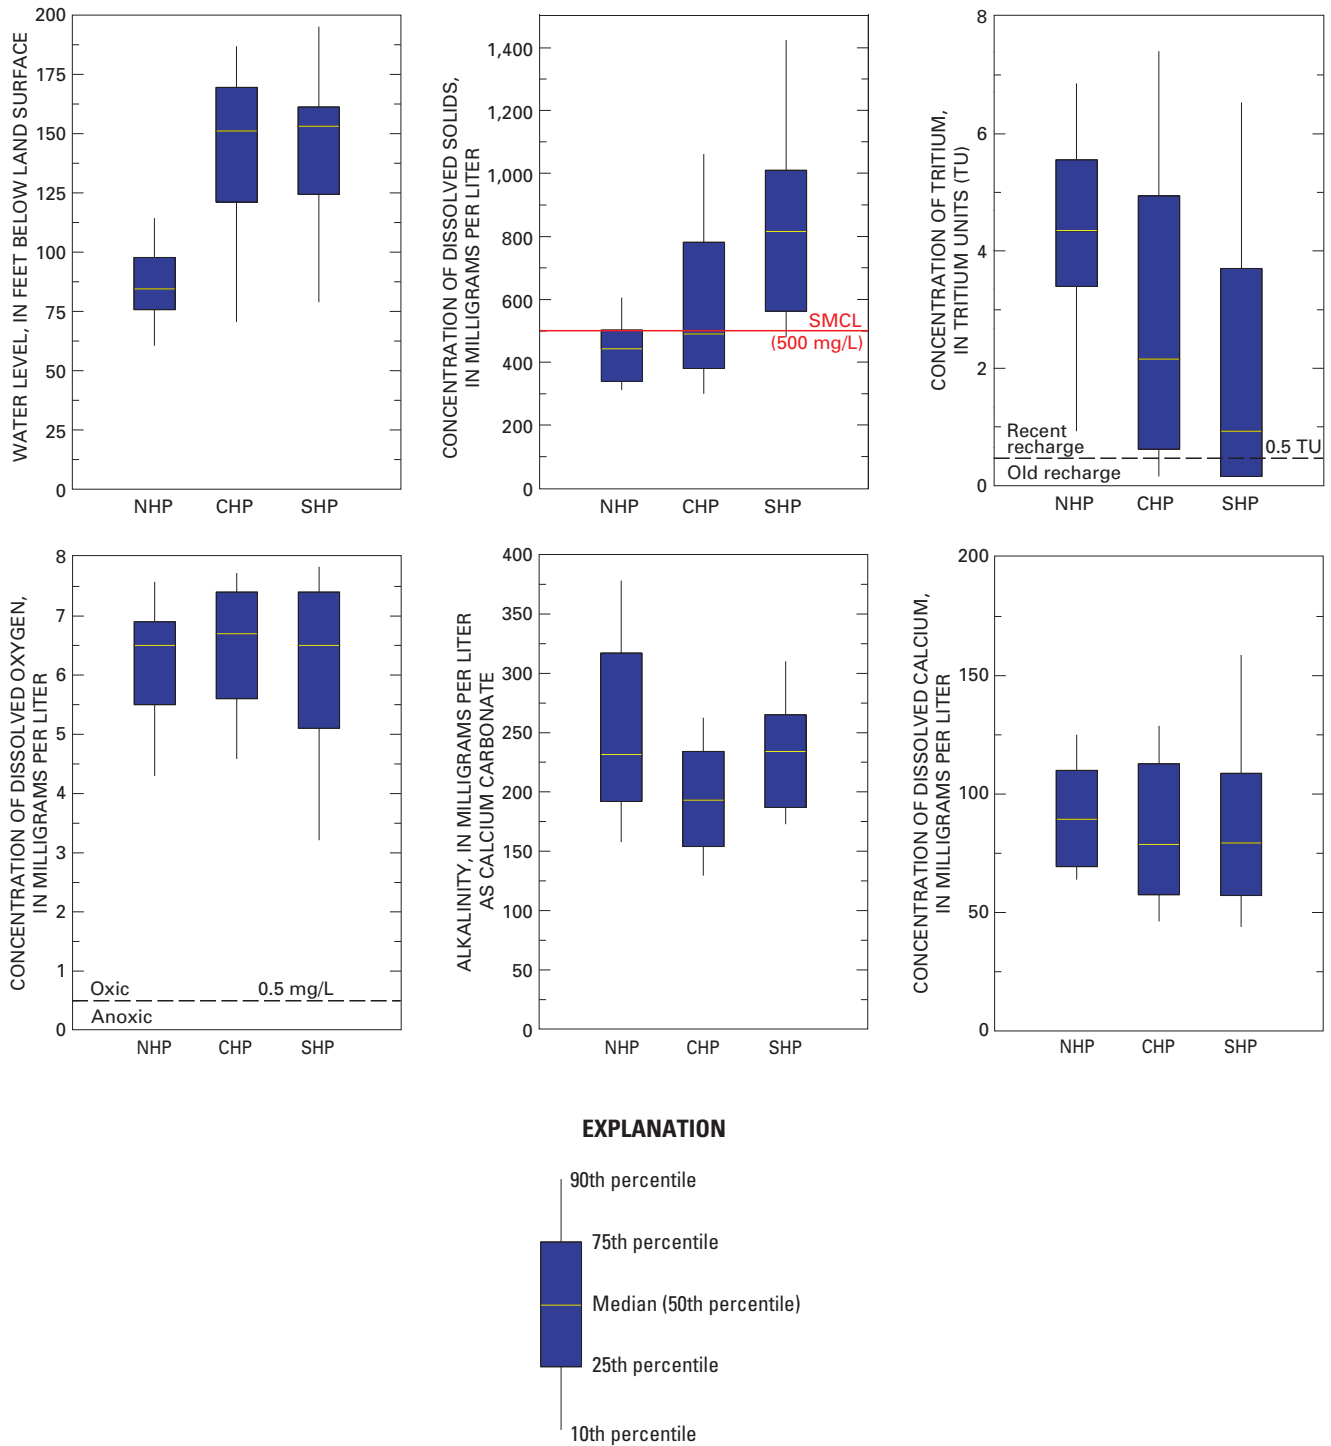 WATER LEVEL, IN FEET BELOW LAND SURFACE
200
175
150
125
100
75
50
25
0
NHP CHP SHP
CONCENTRATION OF DISSOLVED SOLIDS,
IN MILLIGRAMS PER LITER
1,400
1,200
1,000
800
600
400
200
0
SMCL
(500 mg/L)
NHP CHP SHP
CONCENTRATION OF TRITIUM,
IN TRITIUM UNITS (TU)
8
6
4
2
0
Recent
recharge
0.5 TU
Old recharge
NHP CHP SHP
CONCENTRATION OF DISSOLVED OXYGEN,
IN MILLIGRAMS PER LITER
8
7
6
5
4
3
2
1
0
Oxic 0.5 mg/L
Anoxic
NHP CHP SHP
ALKALINITY, IN MILLIGRAMS PER LITER
AS CALCIUM CARBONATE
400
350
300
250
200
150
100
50
0
NHP CHP SHP
CONCENTRATION OF DISSOLVED CALCIUM,
IN MILLIGRAMS PER LITER
200
150
100
50
0
NHP CHP SHP
EXPLANATION
90th percentile
75th percentile
Median (50th percentile)
25th percentile
10th percentile